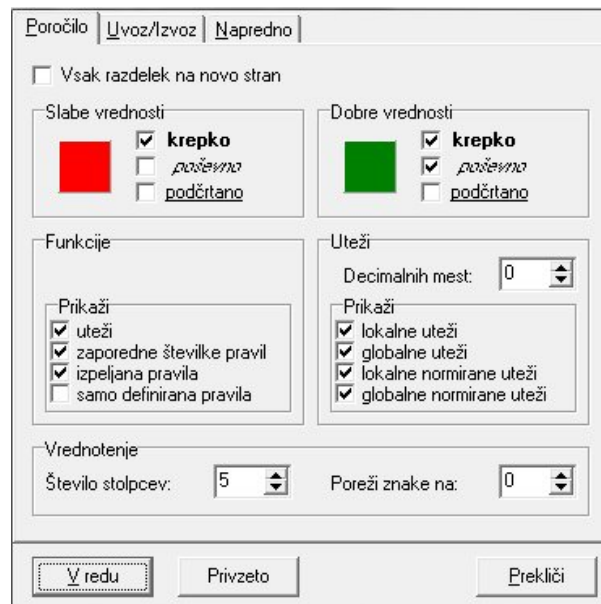 Poročilo Uvoz/Izvoz Napredno
Vsak razdelek na novo stran
Slabe vrednosti
krepko
poševno
podčrtano
Dobre vrednosti
krepko
poševno
podčrtano
Funkcije
Prikaži
uteži
zaporedne številke pravil
izpeljana pravila
samo definirana pravila
Uteži
Decimalnih mest: 0
Prikaži
lokalne uteži
globalne uteži
lokalne normirane uteži
globalne normirane uteži
Vrednotenje
Število stolpcev: 5
Poreži znake na: 0
V redu Privzeto Prekliči